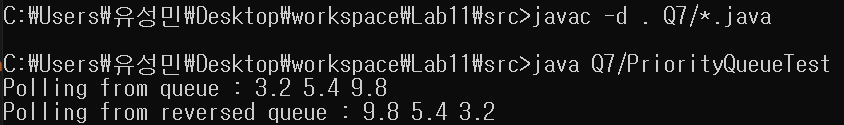 C:₩Users₩유성민₩Desktop₩workspace₩Lab11₩src>javac -d . Q7/*.java
C:₩Users₩유성민₩Desktop₩workspace₩Lab11₩src>java Q7/PriorityQueueTest
Polling from queue : 3.2 5.4 9.8
Polling from reversed queue : 9.8 5.4 3.2